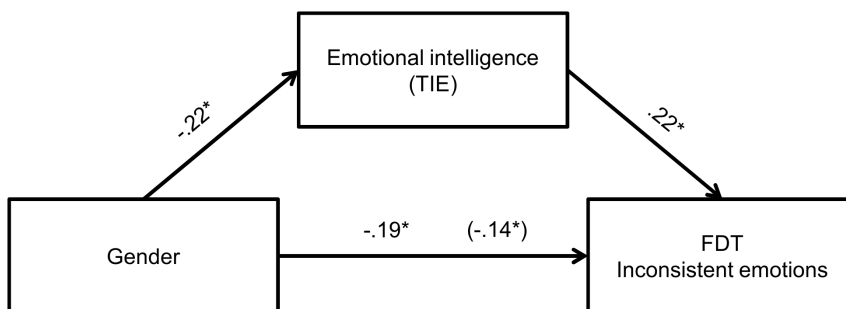 Emotional intelligence
(TIE)
-.22*
.22*
-.19* (-.14*)
Gender
FDT
Inconsistent emotions